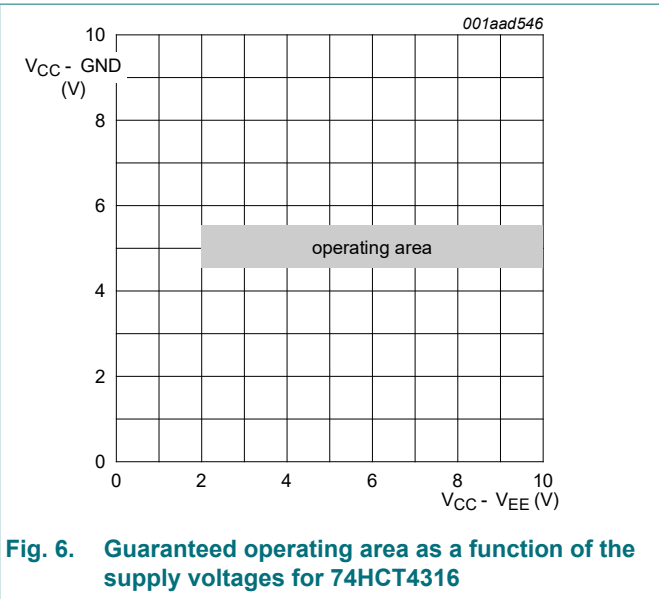 001aad546
10
VCC - GND
(V)
8
6
operating area
4
2
0
0 2 4 6 8 10
VCC - VEE (V)
Fig. 6. Guaranteed operating area as a function of the
supply voltages for 74HCT4316